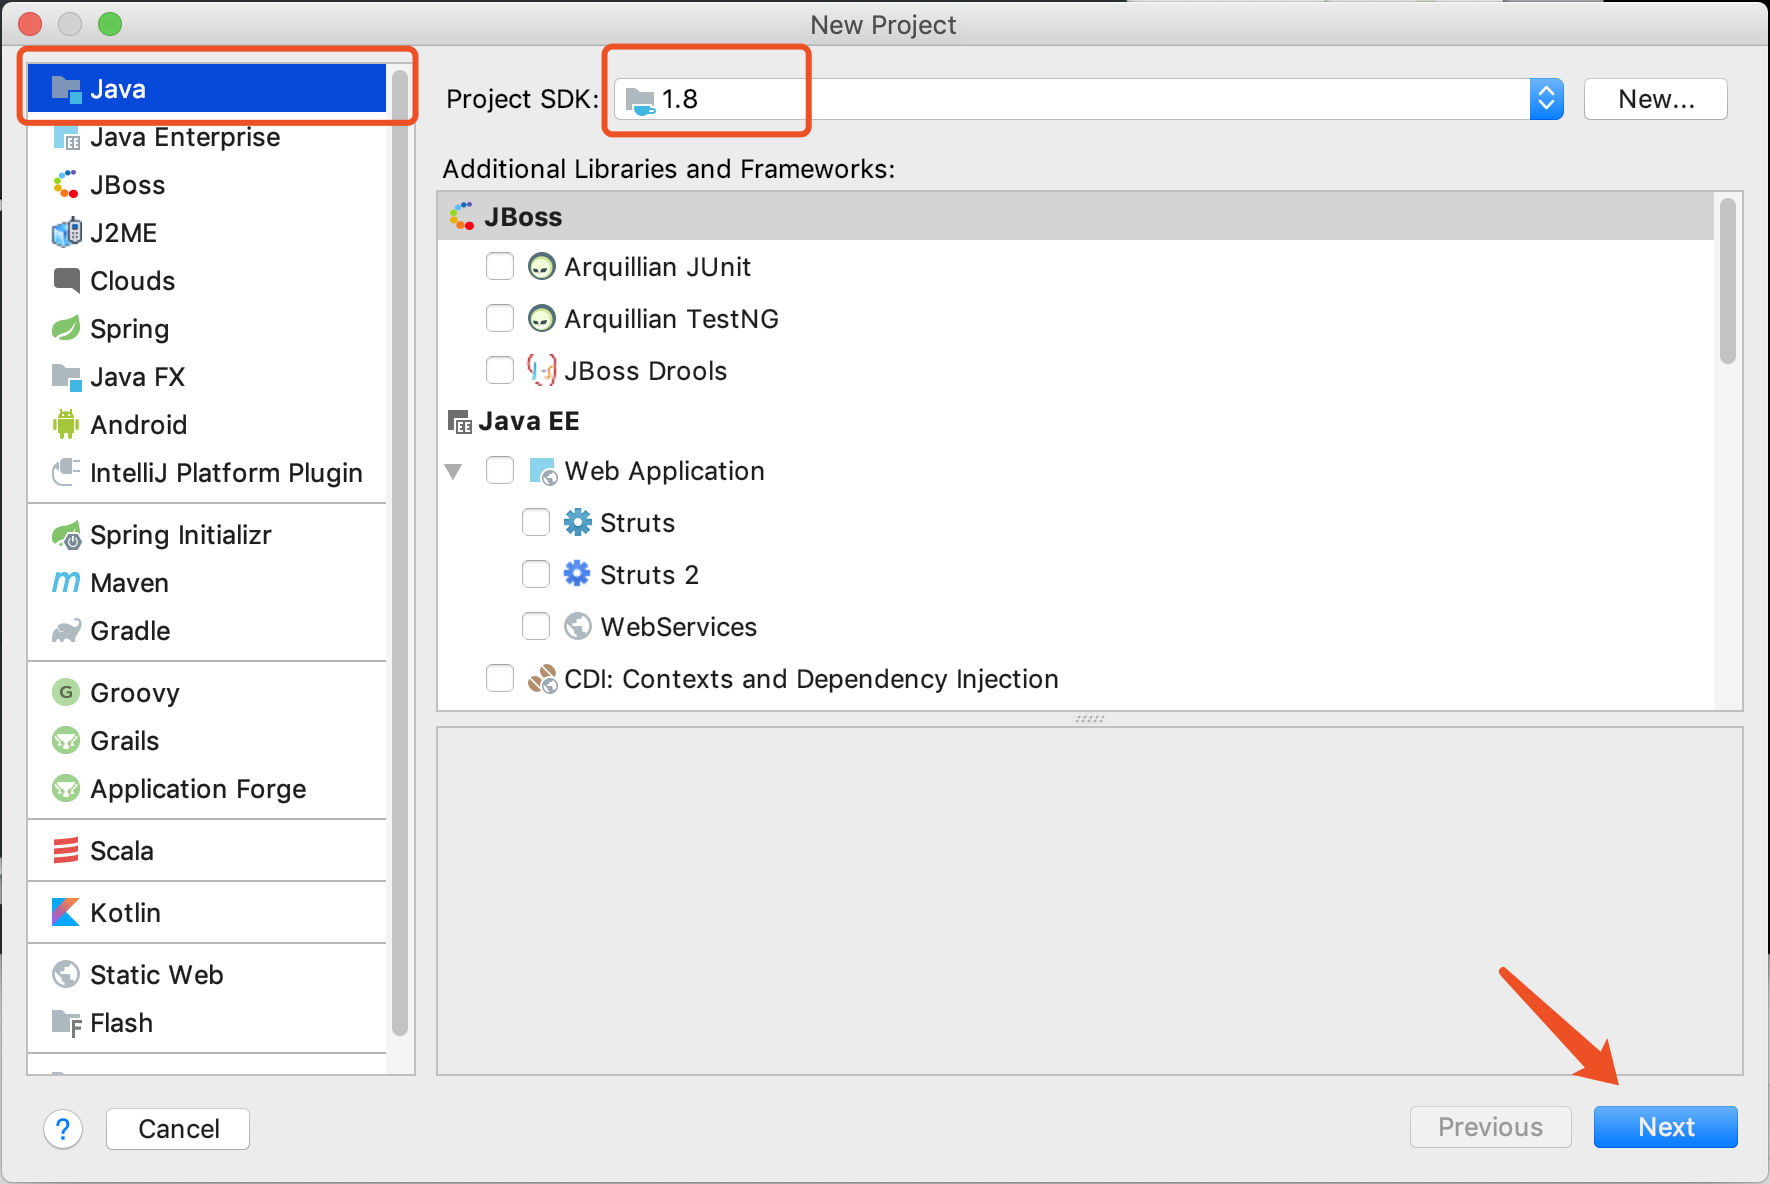 New Project
Java
Java Enterprise
JBoss
J2ME
Clouds
Spring
Java FX
Android
IntelliJ Platform Plugin
Spring Initializr
Maven
Gradle
Groovy
Grails
Application Forge
Scala
Kotlin
Static Web
Flash
Project SDK: 1.8 New...
Additional Libraries and Frameworks:
JBoss
Arquillian JUnit
Arquillian TestNG
JBoss Drools
Java EE
Web Application
Struts
Struts 2
WebServices
CDI: Contexts and Dependency Injection
? Cancel Previous Next